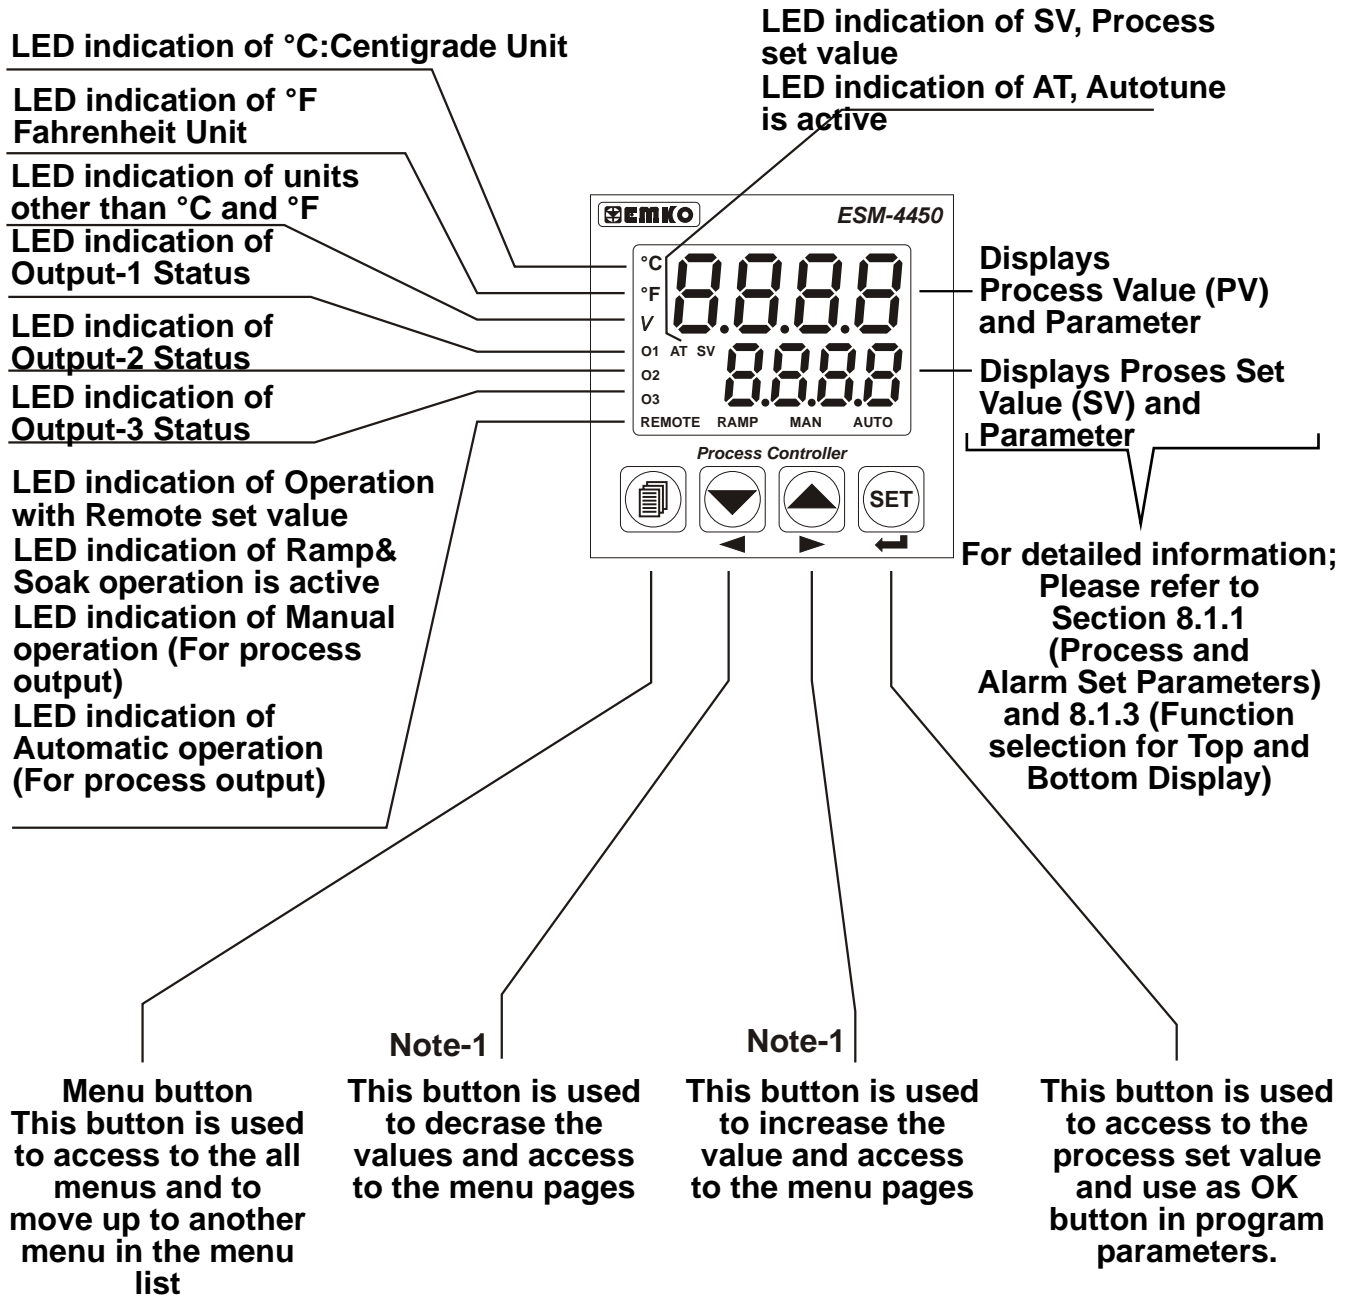 LED indication of °C:Centigrade Unit
LED indication of °F
Fahrenheit Unit
LED indication of units
other than °C and °F
LED indication of
Output-1 Status
LED indication of
Output-2 Status
LED indication of
Output-3 Status
LED indication of Operation
with Remote set value
LED indication of Ramp&
Soak operation is active
LED indication of Manual
operation (For process
output)
LED indication of
Automatic operation
(For process output)
LED indication of SV, Process
set value
LED indication of AT, Autotune
is active
EMKO
ESM-4450
°C
°F
V
8.8.8.8
O1 AT SV
O2
O3
8.8.8.8
REMOTE RAMP MAN AUTO
Process Controller
SET
Displays
Process Value (PV)
and Parameter
Displays Proses Set
Value (SV) and
Parameter
For detailed information;
Please refer to
Section 8.1.1
(Process and
Alarm Set Parameters)
and 8.1.3 (Function
selection for Top and
Bottom Display)
Menu button
This button is used
to access to the all
menus and to
move up to another
menu in the menu
list
Note-1
This button is used
to decrase the
values and access
to the menu pages
Note-1
This button is used
to increase the
value and access
to the menu pages
This button is used
to access to the
process set value
and use as OK
button in program
parameters.